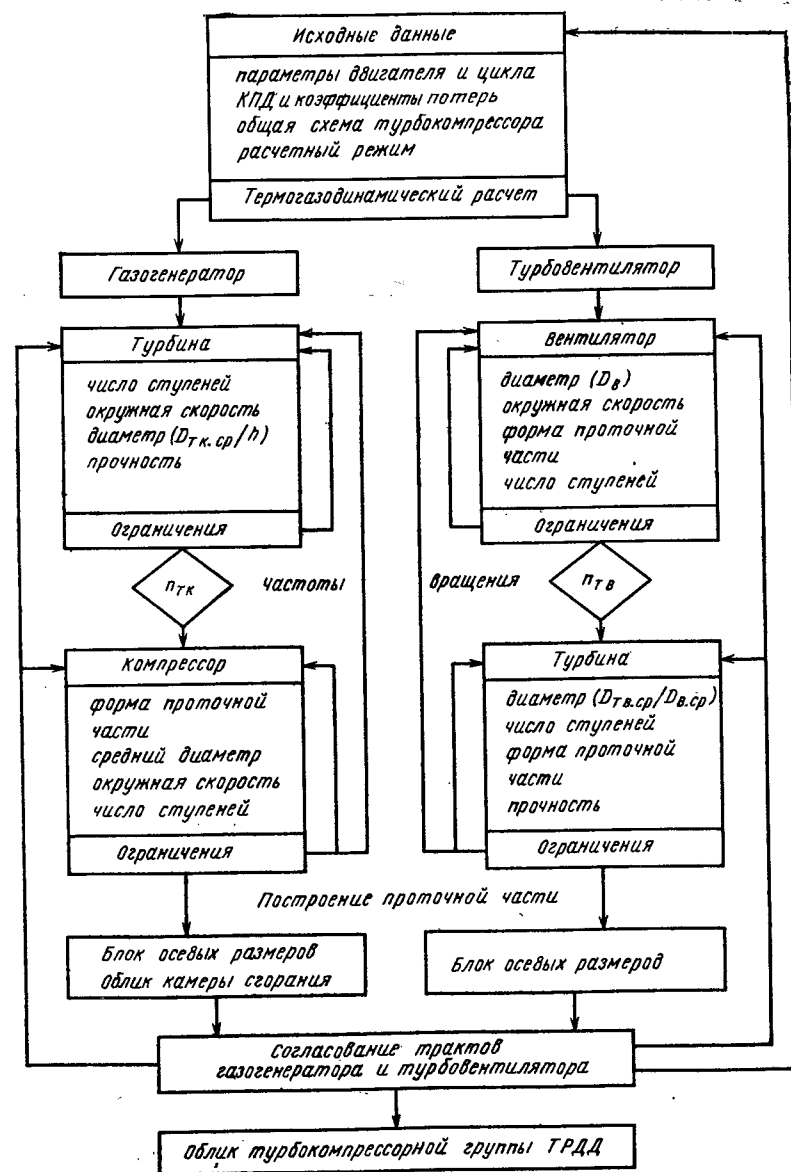 Исходные данные
параметры двигателя и цикла
КПД и коэффициенты потерь
общая схема турбокомпрессора
расчетный режим
Термогазодинамический расчет
Газогенератор
Турбина
число ступеней
окружная скорость
диаметр (Dтк.ср/h)
прочность
Ограничения
nтк
частоты
Компрессор
форма проточной
части
средний диаметр
окружная скорость
число ступеней
Ограничения
Турбовентилятор
Вентилятор
диаметр (Dв)
окружная скорость
форма проточной
части
число ступеней
Ограничения
вращения
nтв
Турбина
диаметр (Dтв.ср/Dв.ср)
число ступеней
форма проточной
части
прочность
Ограничения
Построение проточной части
Блок осевых размеров
Облик камеры сгорания
Блок осевых размерод
Согласование трактов
газогенератора и турбовентилятора
Облик турбокомпрессорной группы ТРДД